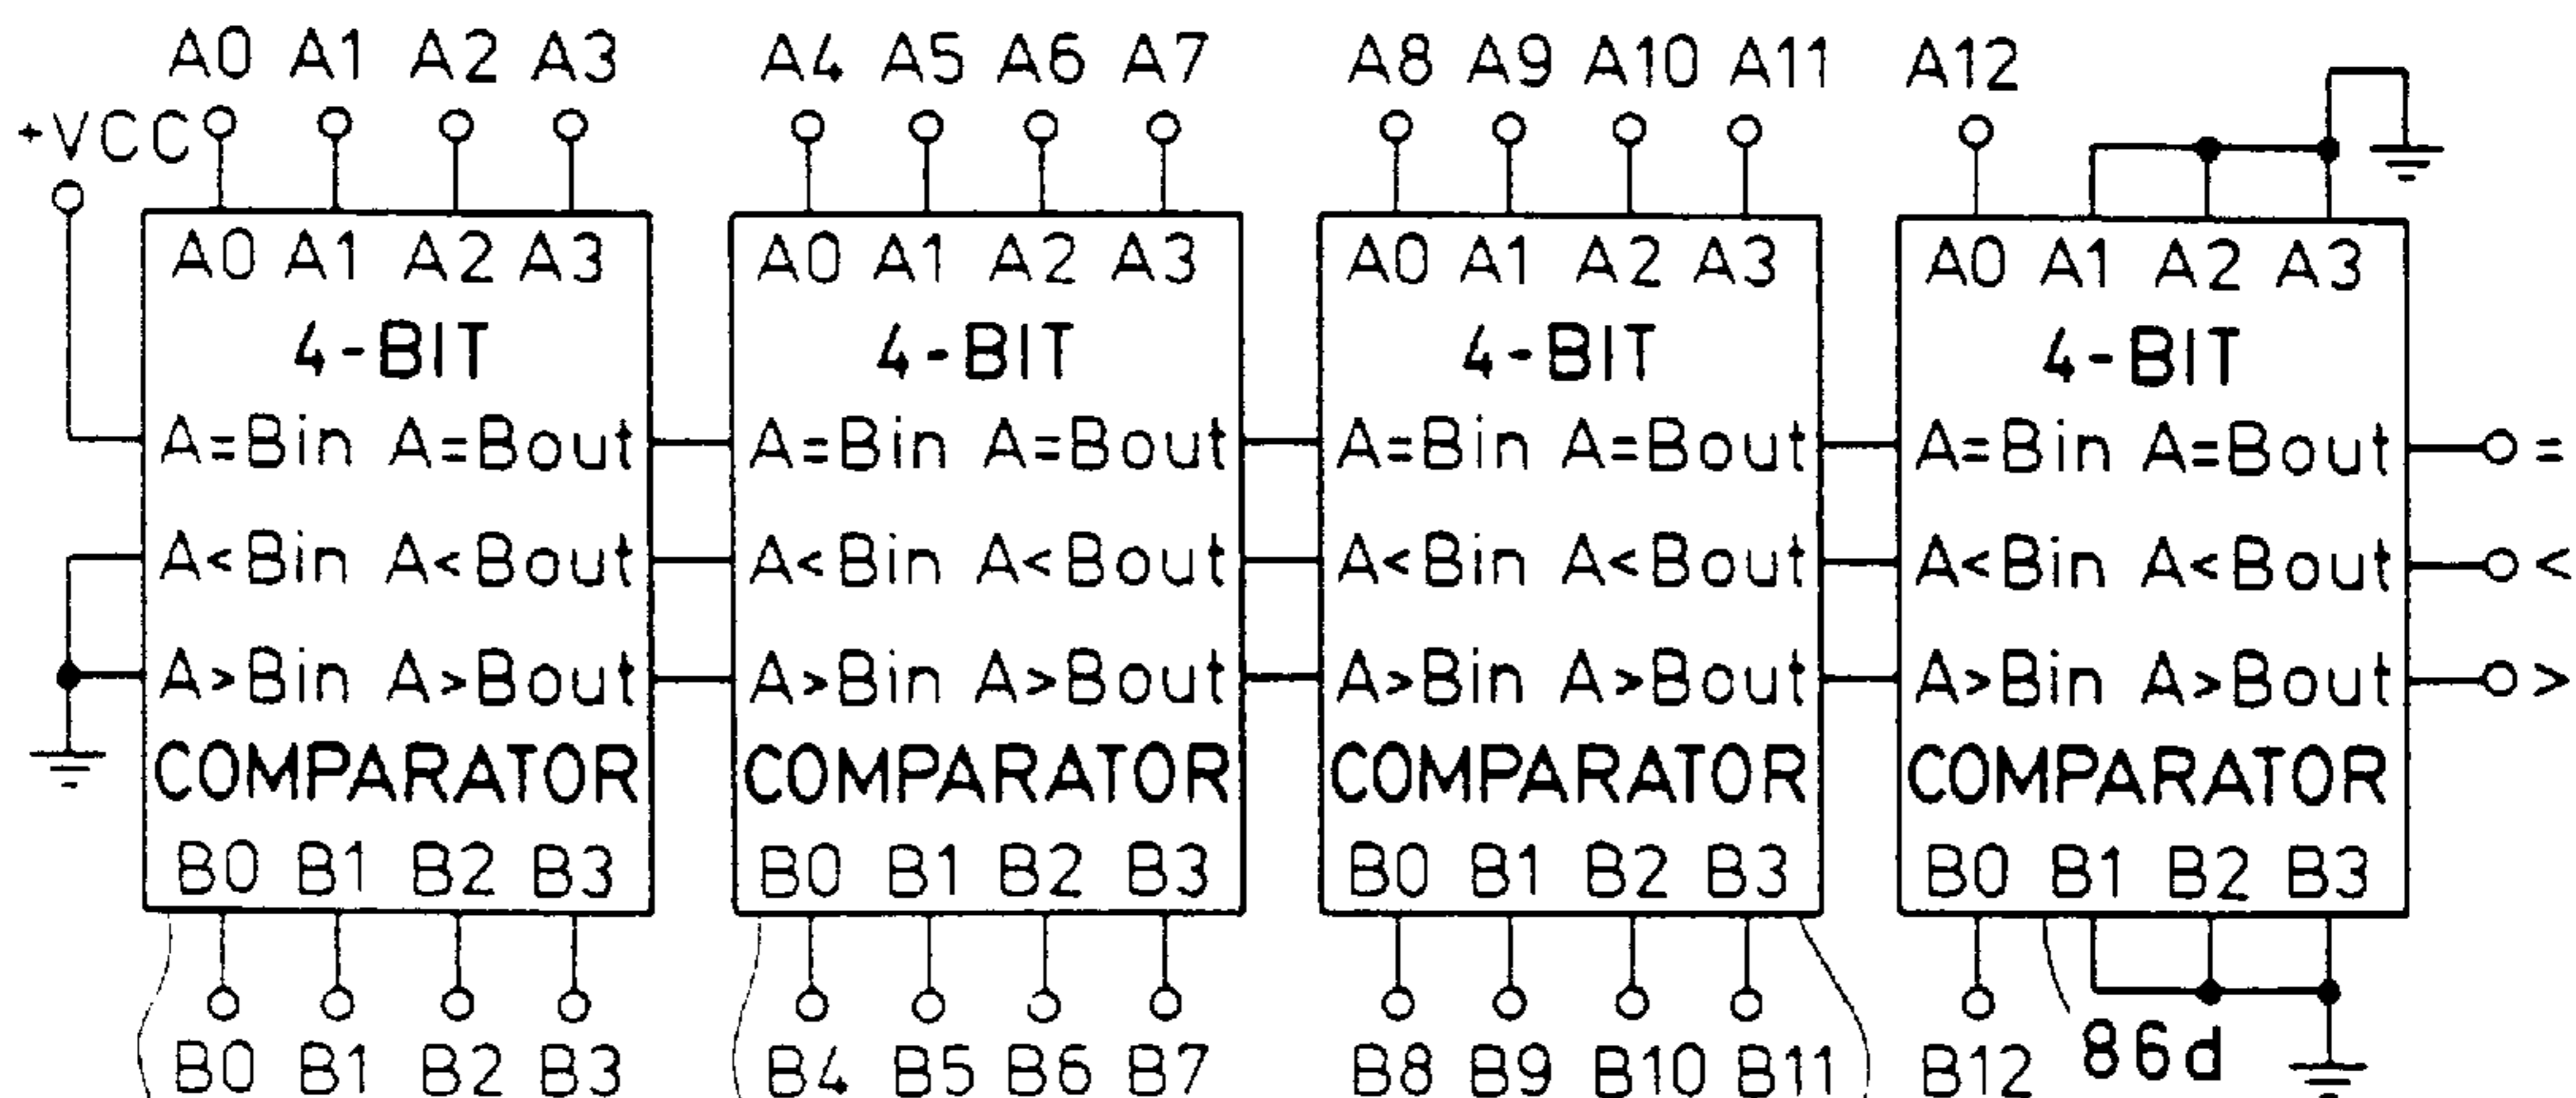 A0 A1 A2 A3 A4 A5 A6 A7 A8 A9 A10 A11 A12
+VCC
A0 A1 A2 A3 A0 A1 A2 A3 A0 A1 A2 A3 A0 A1 A2 A3
4-BIT 4-BIT 4-BIT 4-BIT
A=Bin A=Bout A=Bin A=Bout A=Bin A=Bout A=Bin A=Bout =
A<Bin A<Bout A<Bin A<Bout A<Bin A<Bout A<Bin A<Bout <
A>Bin A>Bout A>Bin A>Bout A>Bin A>Bout A>Bin A>Bout >
COMPARATOR COMPARATOR COMPARATOR COMPARATOR
B0 B1 B2 B3 B0 B1 B2 B3 B0 B1 B2 B3 B0 B1 B2 B3
B0 B1 B2 B3 B4 B5 B6 B7 B8 B9 B10 B11 B12 86d